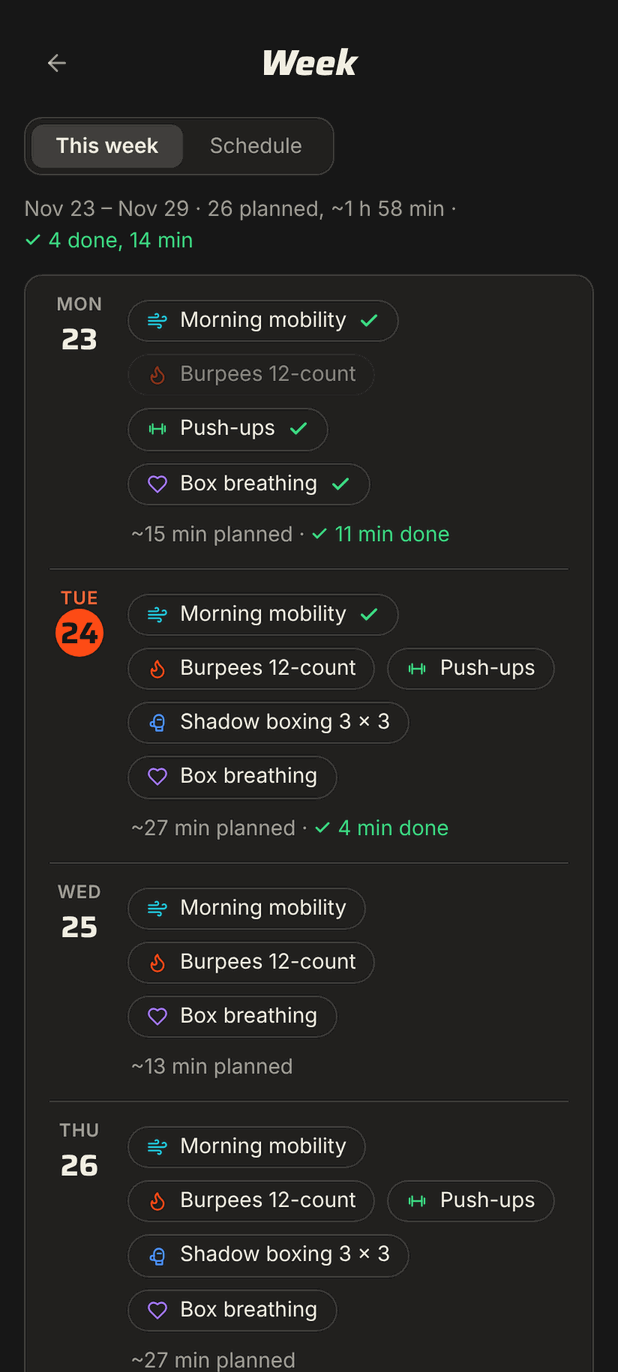 Week
This week Schedule
Nov 23 – Nov 29 · 26 planned, ~1 h 58 min ·
✓ 4 done, 14 min
MON
23
Morning mobility ✓
Burpees 12-count
Push-ups ✓
Box breathing ✓
~15 min planned · ✓ 11 min done
TUE
24
Morning mobility ✓
Burpees 12-count Push-ups
Shadow boxing 3 × 3
Box breathing
~27 min planned · ✓ 4 min done
WED
25
Morning mobility
Burpees 12-count
Box breathing
~13 min planned
THU
26
Morning mobility
Burpees 12-count Push-ups
Shadow boxing 3 × 3
Box breathing
~27 min planned